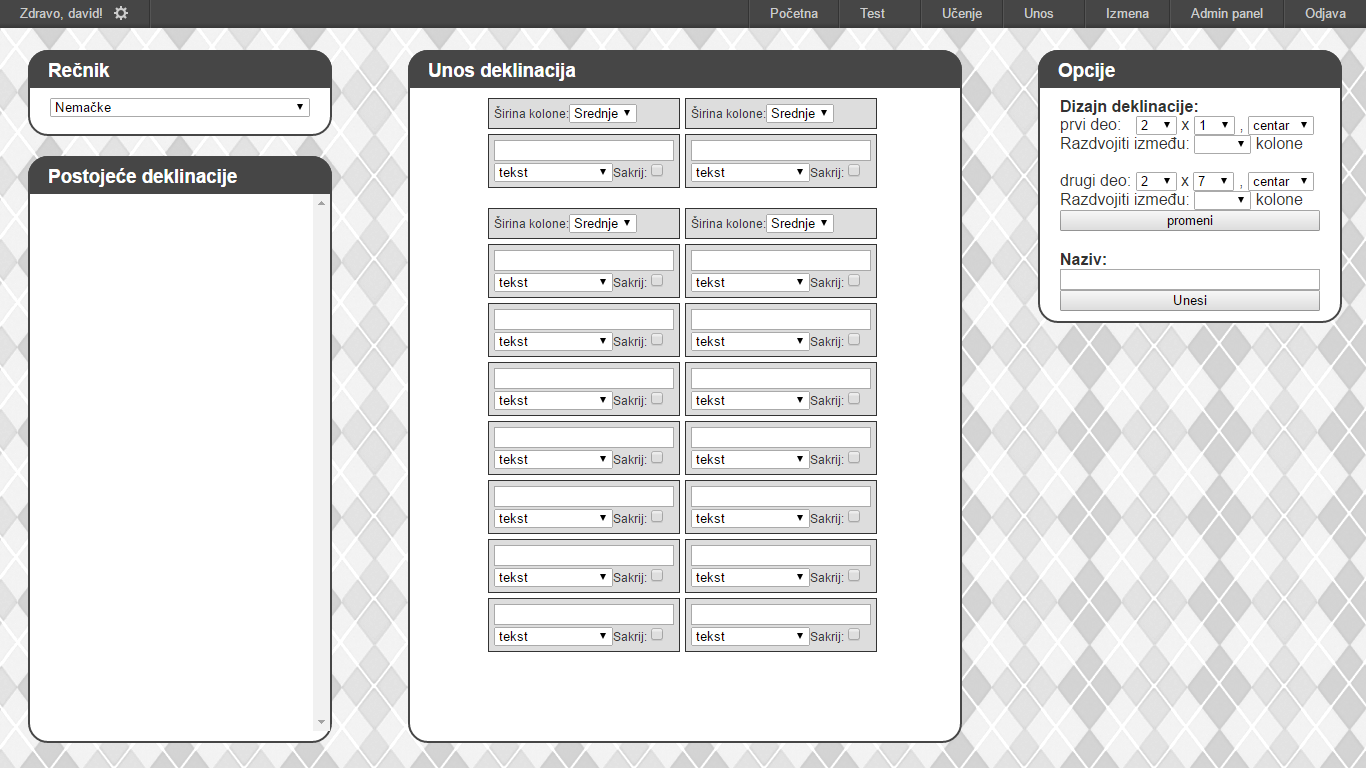 Zdravo, david!
Početna Test Učenje Unos Izmena Admin panel Odjava
Rečnik
Nemačke
Postojeće deklinacije
Unos deklinacija
Širina kolone: Srednje Širina kolone: Srednje
tekst Sakrij: tekst Sakrij:
Širina kolone: Srednje Širina kolone: Srednje
tekst Sakrij: tekst Sakrij:
tekst Sakrij: tekst Sakrij:
tekst Sakrij: tekst Sakrij:
tekst Sakrij: tekst Sakrij:
tekst Sakrij: tekst Sakrij:
tekst Sakrij: tekst Sakrij:
tekst Sakrij: tekst Sakrij:
Opcije
Dizajn deklinacije:
prvi deo: 2 x 1 , centar
Razdvojiti između: kolone
drugi deo: 2 x 7 , centar
Razdvojiti između: kolone
promeni
Naziv:
Unesi